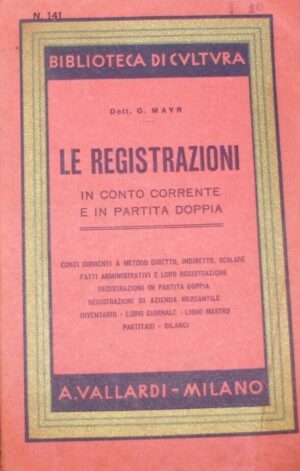 N. 141
BIBLIOTECA DI CVLTVRA
Dott. G. MAYR
LE REGISTRAZIONI
IN CONTO CORRENTE
E IN PARTITA DOPPIA
CONTI CORRENTI A METODO DIRETTO, INDIRETTO, SCALARE
FATTI AMMINISTRATIVI E LORO REGISTRAZIONE
REGISTRAZIONI IN PARTITA DOPPIA
REGISTRAZIONI DI AZIENDA MERCANTILE
INVENTARIO - LIBRO GIORNALE - LIBRO MASTRO
PARTITARI - BILANCI
A. VALLARDI - MILANO